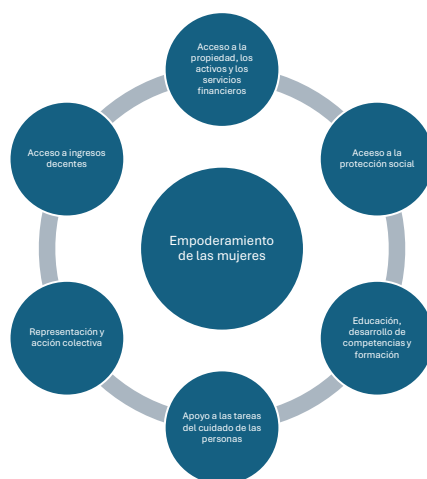 Acceso a la
propiedad, los
activos y los
servicios
financieros
Aceeso a la
protección social
Educación,
desarrollo de
competencias y
formación
Apoyo a las tareas
del cuidado de las
personas
Representación y
acción colectiva
Acceso a ingresos
decentes
Empoderamiento
de las mujeres